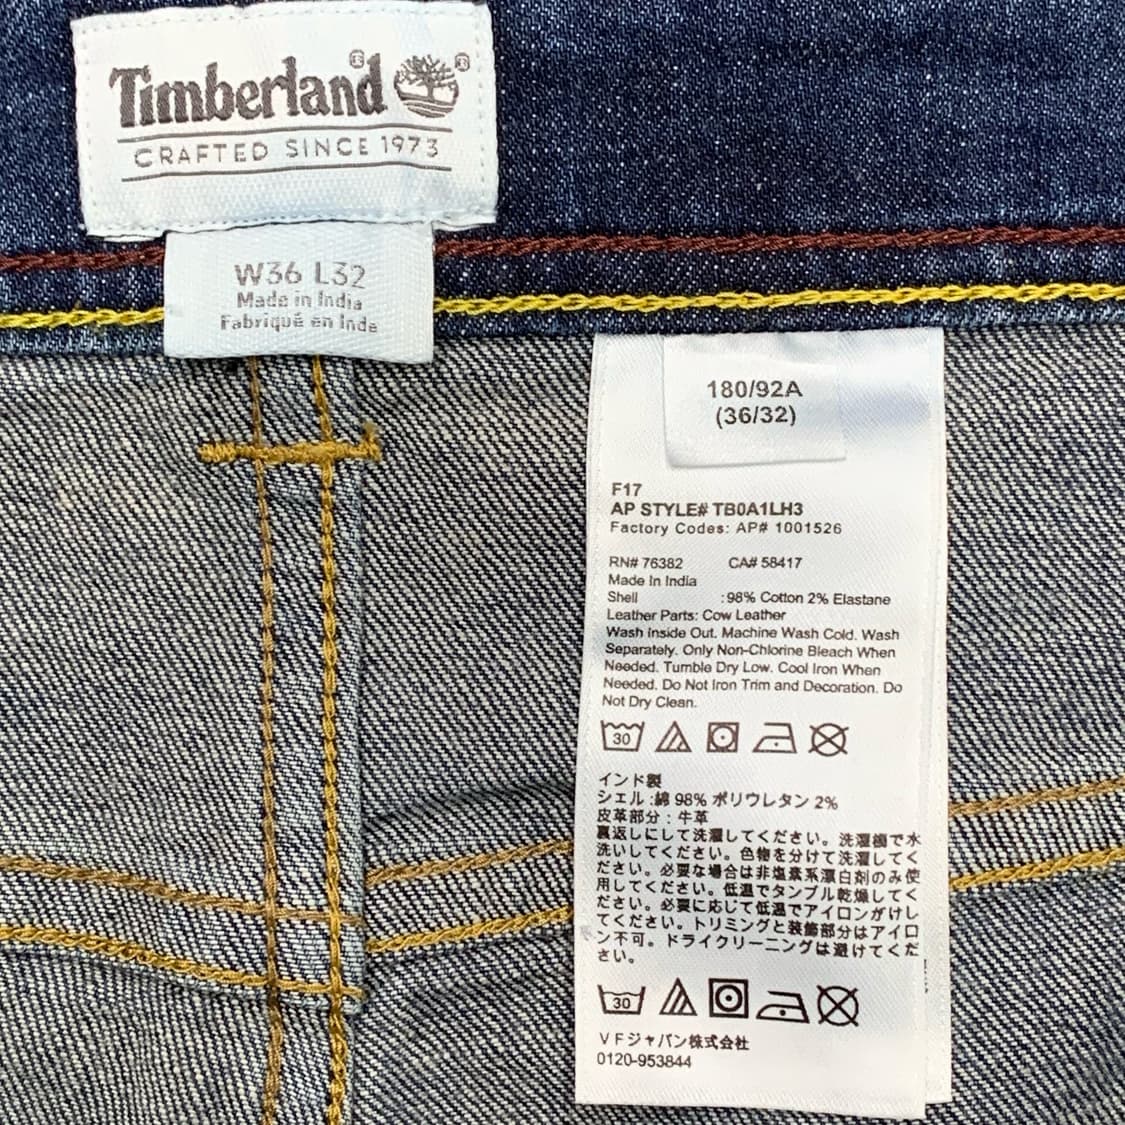 Timberland®®
CRAFTED SINCE 1973
W36 L32
Made in India
Fabriqué en Inde
180/92A
(36/32)
F17
AP STYLE# TB0A1LH3
Factory Codes: AP# 1001526
RN# 76382 CA# 58417
Made In India
Shell :98% Cotton 2% Elastane
Leather Parts: Cow Leather
Wash Inside Out. Machine Wash Cold. Wash
Separately. Only Non-Chlorine Bleach When
Needed. Tumble Dry Low. Cool Iron When
Needed. Do Not Iron Trim and Decoration. Do
Not Dry Clean.
30
インド製
シェル :綿 98% ポリウレタン 2%
皮革部分 : 牛革
裏返しにして洗濯してください。洗濯機で水
洗いしてください。色物を分けて洗濯してく
ださい。必要な場合は非塩素系漂白剤のみ使
用してください。低温でタンブル乾燥してく
ださい。必要に応じて低温でアイロンがけし
てください。トリミングと装飾部分はアイロ
ン不可。ドライクリーニングは避けてくだ
さい。
30
VFジャパン株式会社
0120-953844